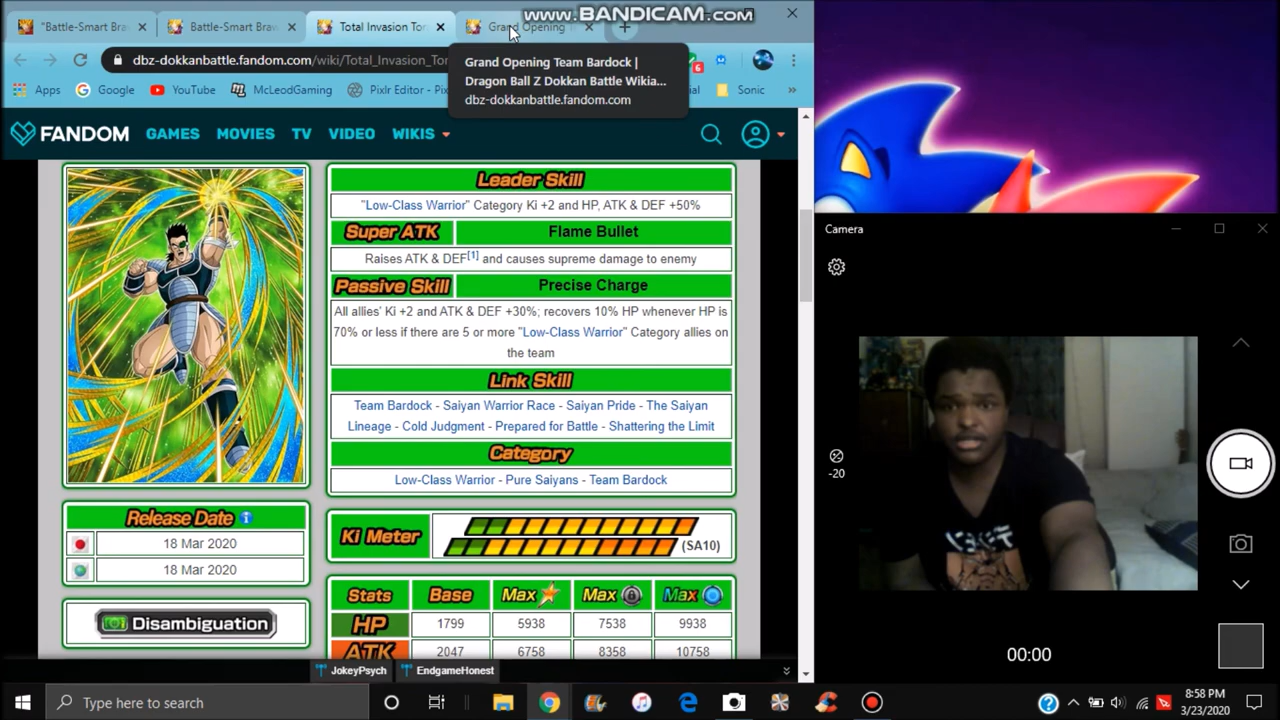 www.BANDICAM.com
"Battle-Smart Bra
Battle-Smart Braw
Total Invasion Tor
Grand Opening T
dbz-dokkanbattle.fandom.com/wiki/Total_Invasion_Tor
Grand Opening Team Bardock |
Dragon Ball Z Dokkan Battle Wikia...
dbz-dokkanbattle.fandom.com
6
Apps
Google
YouTube
McLeodGaming
Pixlr Editor - Pix
ial
Sonic
FANDOM
GAMES
MOVIES
TV
VIDEO
WIKIS
Leader Skill
"Low-Class Warrior" Category Ki +2 and HP, ATK & DEF +50%
Super ATK
Flame Bullet
Raises ATK & DEF[1] and causes supreme damage to enemy
Passive Skill
Precise Charge
All allies' Ki +2 and ATK & DEF +30%; recovers 10% HP whenever HP is
70% or less if there are 5 or more "Low-Class Warrior" Category allies on
the team
Link Skill
Team Bardock - Saiyan Warrior Race - Saiyan Pride - The Saiyan
Lineage - Cold Judgment - Prepared for Battle - Shattering the Limit
Category
Low-Class Warrior - Pure Saiyans - Team Bardock
Release Date
18 Mar 2020
18 Mar 2020
Disambiguation
Ki Meter
(SA10)
Stats Base Max Max Max
HP 1799 5938 7538 9938
ATK 2047 6758 8358 10758
JokeyPsych
EndgameHonest
Camera
-20
00:00
Type here to search
8:58 PM
3/23/2020